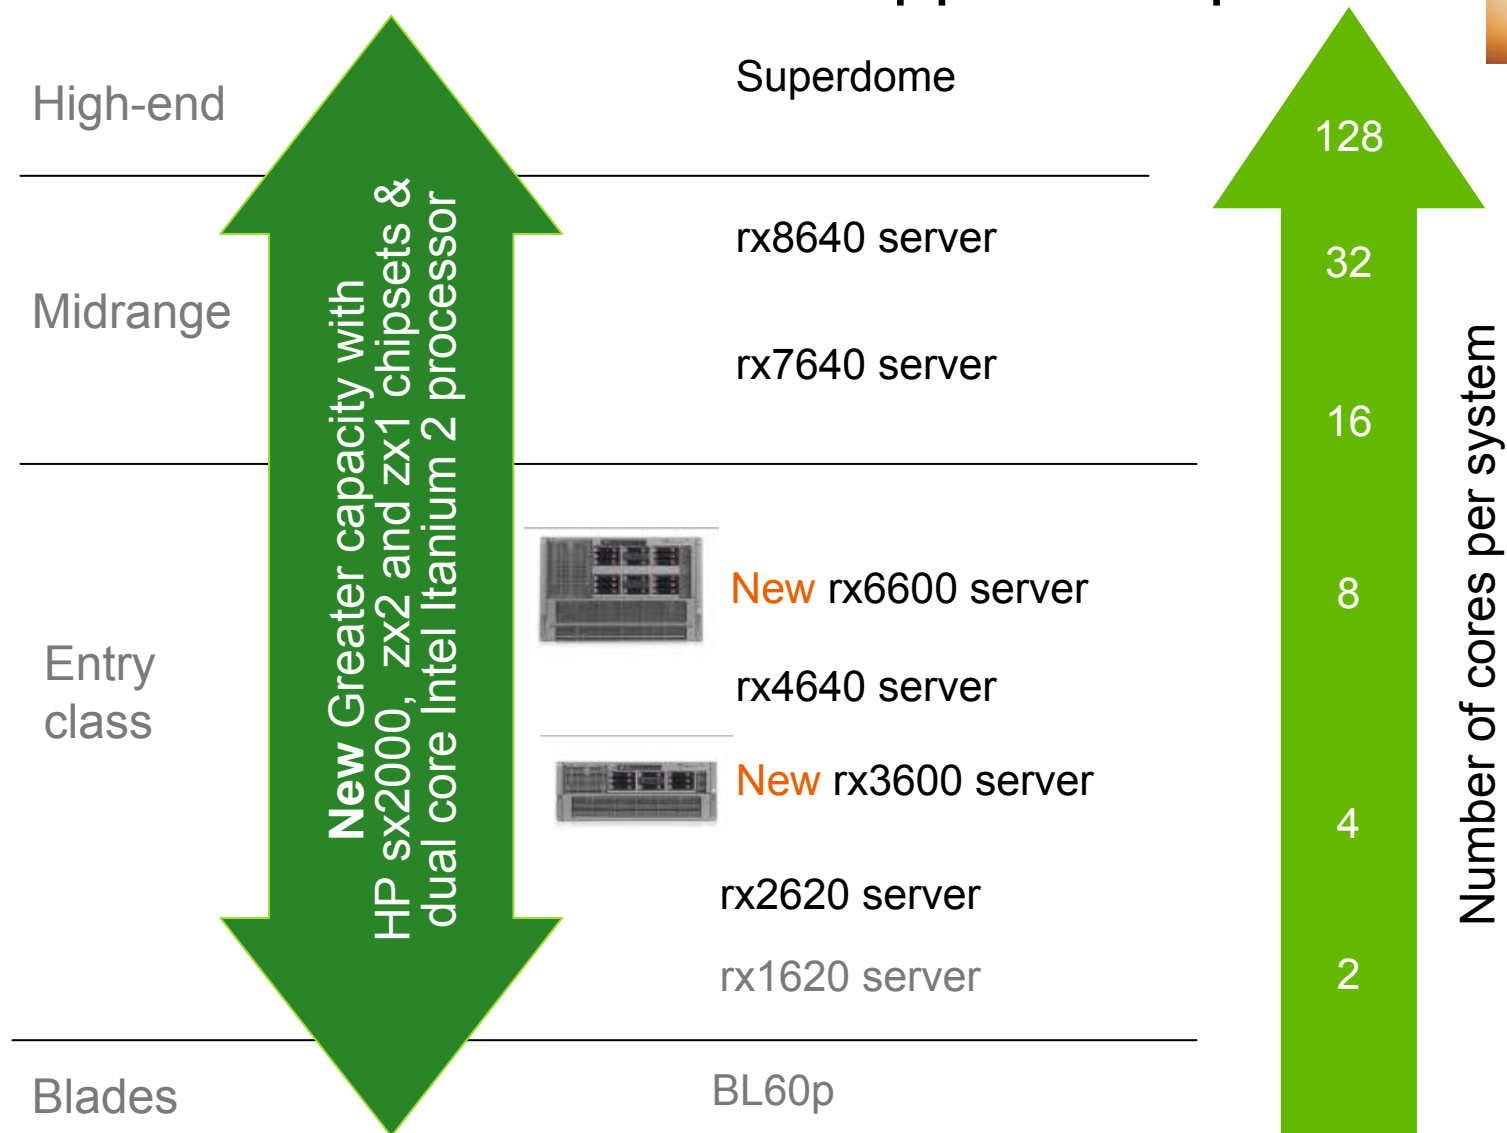 High-end
Superdome
128
Midrange
rx8640 server
32
rx7640 server
16
New Greater capacity with
HP sx2000, zx2 and zx1 chipsets &
dual core Intel Itanium 2 processor
Entry
class
New rx6600 server
8
rx4640 server
New rx3600 server
4
rx2620 server
rx1620 server
2
Number of cores per system
Blades
BL60p